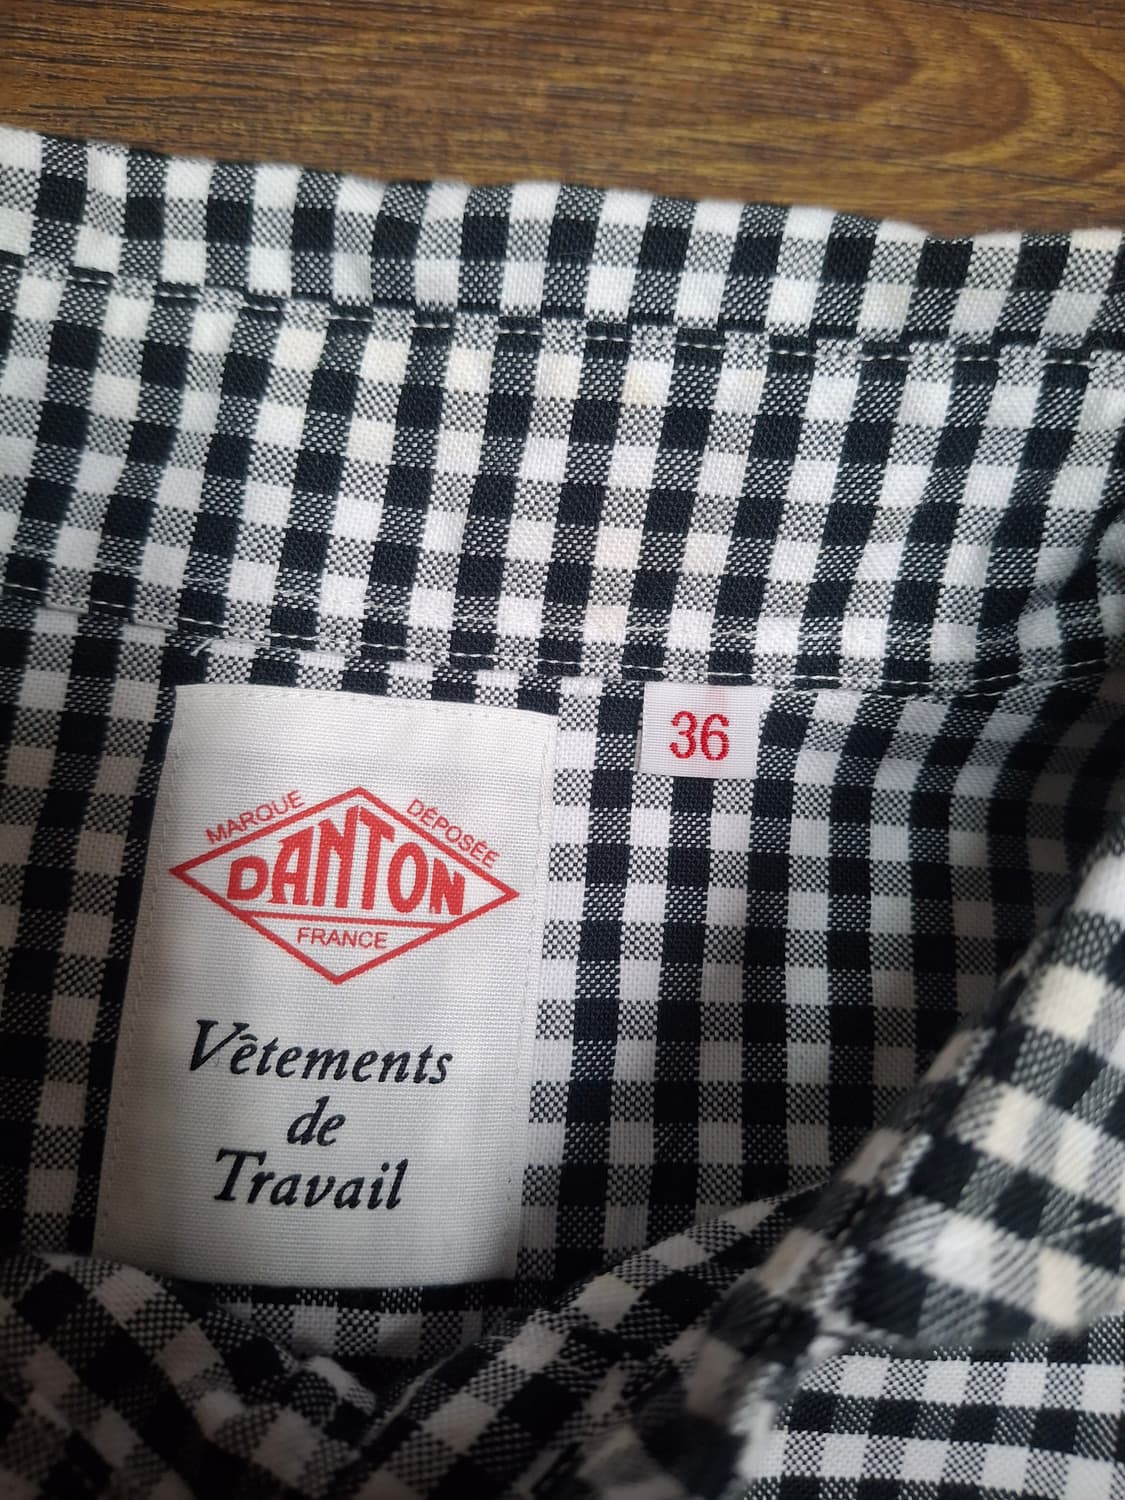 36
MARQUE DÉPOSÉE
DANTON
FRANCE
Vêtements
de
Travail